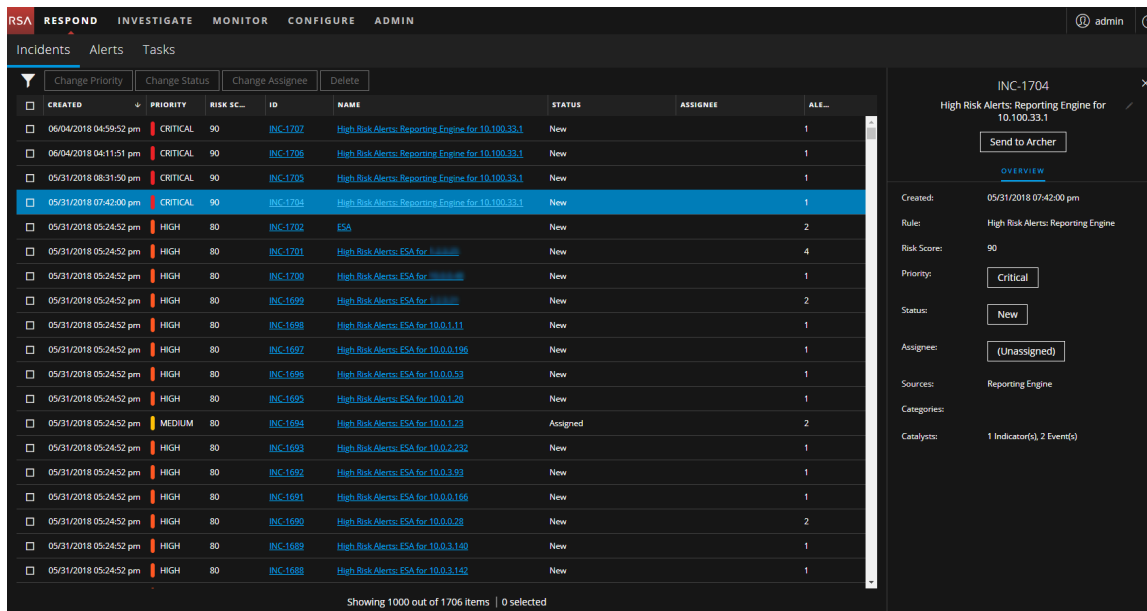 RSA RESPOND INVESTIGATE MONITOR CONFIGURE ADMIN admin
Incidents Alerts Tasks
Change Priority Change Status Change Assignee Delete
CREATED PRIORITY RISK SC... ID NAME STATUS ASSIGNEE ALE...
06/04/2018 04:59:52 pm CRITICAL 90 INC-1707 High Risk Alerts: Reporting Engine for 10.100.33.1 New 1
06/04/2018 04:11:51 pm CRITICAL 90 INC-1706 High Risk Alerts: Reporting Engine for 10.100.33.1 New 1
05/31/2018 08:31:50 pm CRITICAL 90 INC-1705 High Risk Alerts: Reporting Engine for 10.100.33.1 New 1
05/31/2018 07:42:00 pm CRITICAL 90 INC-1704 High Risk Alerts: Reporting Engine for 10.100.33.1 New 1
05/31/2018 05:24:52 pm HIGH 80 INC-1702 ESA New 2
05/31/2018 05:24:52 pm HIGH 80 INC-1701 High Risk Alerts: ESA for New 4
05/31/2018 05:24:52 pm HIGH 80 INC-1700 High Risk Alerts: ESA for New 1
05/31/2018 05:24:52 pm HIGH 80 INC-1699 High Risk Alerts: ESA for New 2
05/31/2018 05:24:52 pm HIGH 80 INC-1698 High Risk Alerts: ESA for 10.0.1.11 New 1
05/31/2018 05:24:52 pm HIGH 80 INC-1697 High Risk Alerts: ESA for 10.0.0.196 New 1
05/31/2018 05:24:52 pm HIGH 80 INC-1696 High Risk Alerts: ESA for 10.0.0.53 New 1
05/31/2018 05:24:52 pm HIGH 80 INC-1695 High Risk Alerts: ESA for 10.0.1.20 New 1
05/31/2018 05:24:52 pm MEDIUM 80 INC-1694 High Risk Alerts: ESA for 10.0.1.23 Assigned 2
05/31/2018 05:24:52 pm HIGH 80 INC-1693 High Risk Alerts: ESA for 10.0.2.232 New 1
05/31/2018 05:24:52 pm HIGH 80 INC-1692 High Risk Alerts: ESA for 10.0.3.93 New 1
05/31/2018 05:24:52 pm HIGH 80 INC-1691 High Risk Alerts: ESA for 10.0.0.166 New 1
05/31/2018 05:24:52 pm HIGH 80 INC-1690 High Risk Alerts: ESA for 10.0.0.28 New 2
05/31/2018 05:24:52 pm HIGH 80 INC-1689 High Risk Alerts: ESA for 10.0.3.140 New 1
05/31/2018 05:24:52 pm HIGH 80 INC-1688 High Risk Alerts: ESA for 10.0.3.142 New 1
Showing 1000 out of 1706 items | 0 selected
INC-1704
High Risk Alerts: Reporting Engine for
10.100.33.1
Send to Archer
OVERVIEW
Created: 05/31/2018 07:42:00 pm
Rule: High Risk Alerts: Reporting Engine
Risk Score: 90
Priority: Critical
Status: New
Assignee: (Unassigned)
Sources: Reporting Engine
Categories:
Catalysts: 1 Indicator(s), 2 Event(s)